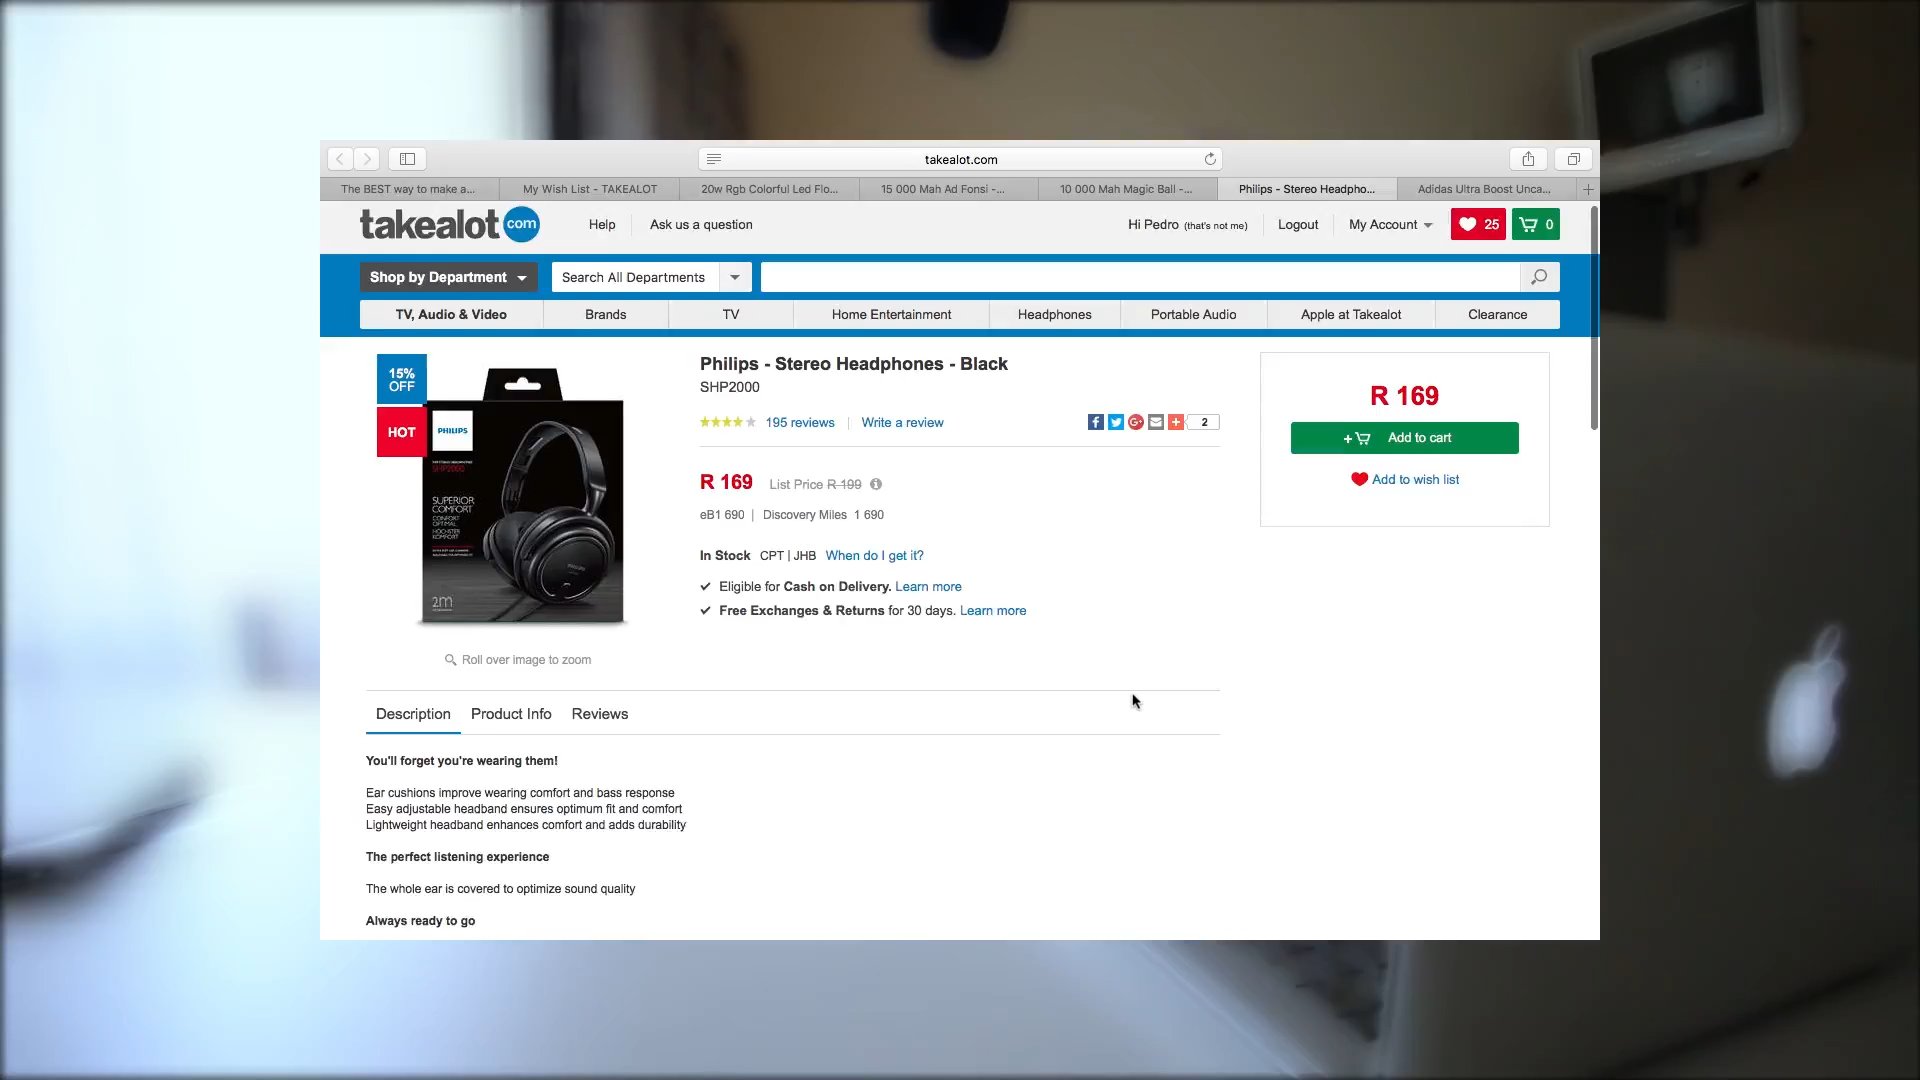 takealot.com
The BEST way to make a...
My Wish List - TAKEALOT
20w Rgb Colorful Led Flo...
15 000 Mah Ad Fonsi -...
10 000 Mah Magic Ball -...
Philips - Stereo Headpho...
Adidas Ultra Boost Unca...
takealot com
Help
Ask us a question
Hi Pedro (that's not me)
Logout
My Account
25
0
Shop by Department
Search All Departments
TV, Audio & Video
Brands
TV
Home Entertainment
Headphones
Portable Audio
Apple at Takealot
Clearance
15%
OFF
HOT
PHILIPS
SHP2000
SUPERIOR
COMFORT
CONFORT
OPTIMAL
HÖCHSTER
KOMFORT
PHILIPS
2m
Roll over image to zoom
Philips - Stereo Headphones - Black
SHP2000
195 reviews
Write a review
2
R 169 List Price R 199
eB1 690 | Discovery Miles 1 690
In Stock CPT | JHB When do I get it?
Eligible for Cash on Delivery. Learn more
Free Exchanges & Returns for 30 days. Learn more
R 169
Add to cart
Add to wish list
Description
Product Info
Reviews
You'll forget you're wearing them!
Ear cushions improve wearing comfort and bass response
Easy adjustable headband ensures optimum fit and comfort
Lightweight headband enhances comfort and adds durability
The perfect listening experience
The whole ear is covered to optimize sound quality
Always ready to go